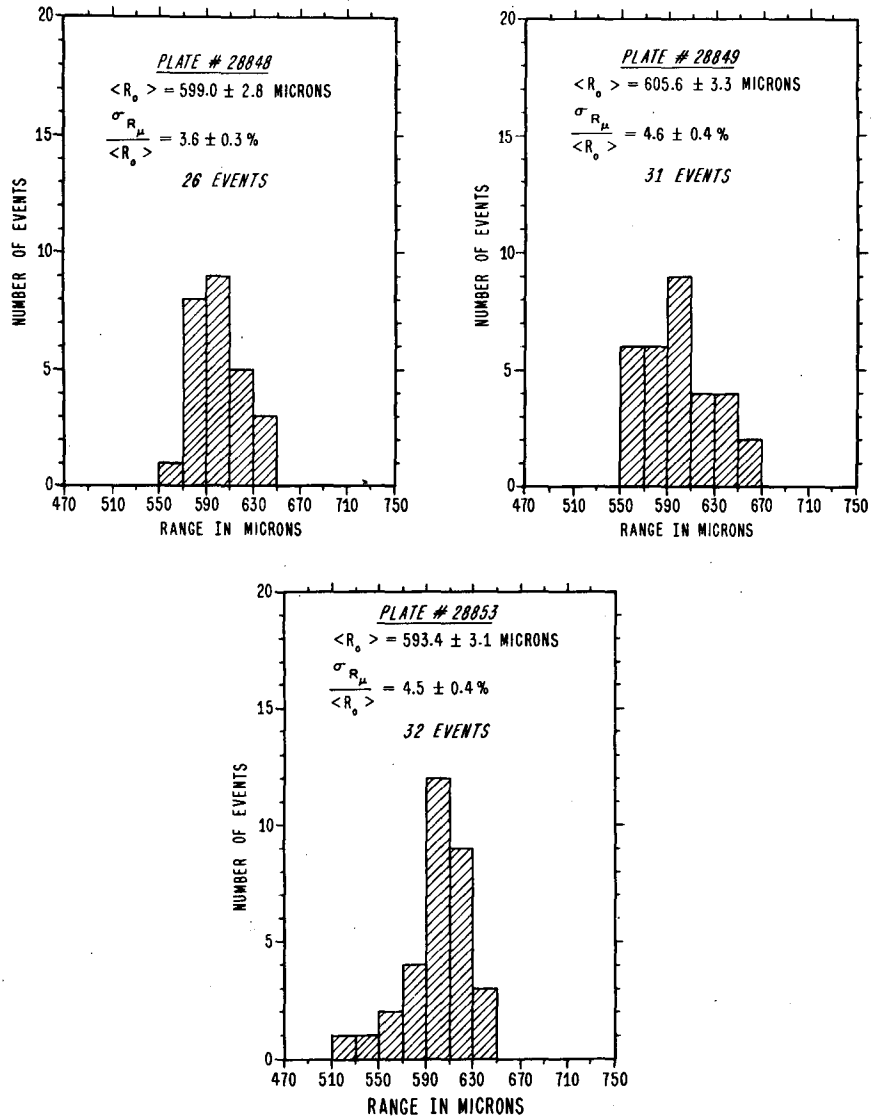 PLATE # 28848
<R₀> = 599.0 ± 2.8 MICRONS
σ R_μ / <R₀> = 3.6 ± 0.3 %
26 EVENTS
NUMBER OF EVENTS
20
15
10
5
0
470 510 550 590 630 670 710 750
RANGE IN MICRONS
PLATE # 28849
<R₀> = 605.6 ± 3.3 MICRONS
σ R_μ / <R₀> = 4.6 ± 0.4 %
31 EVENTS
NUMBER OF EVENTS
20
15
10
5
0
470 510 550 590 630 670 710 750
RANGE IN MICRONS
PLATE # 28853
<R₀> = 593.4 ± 3.1 MICRONS
σ R_μ / <R₀> = 4.5 ± 0.4 %
32 EVENTS
NUMBER OF EVENTS
20
15
10
5
0
470 510 550 590 630 670 710 750
RANGE IN MICRONS